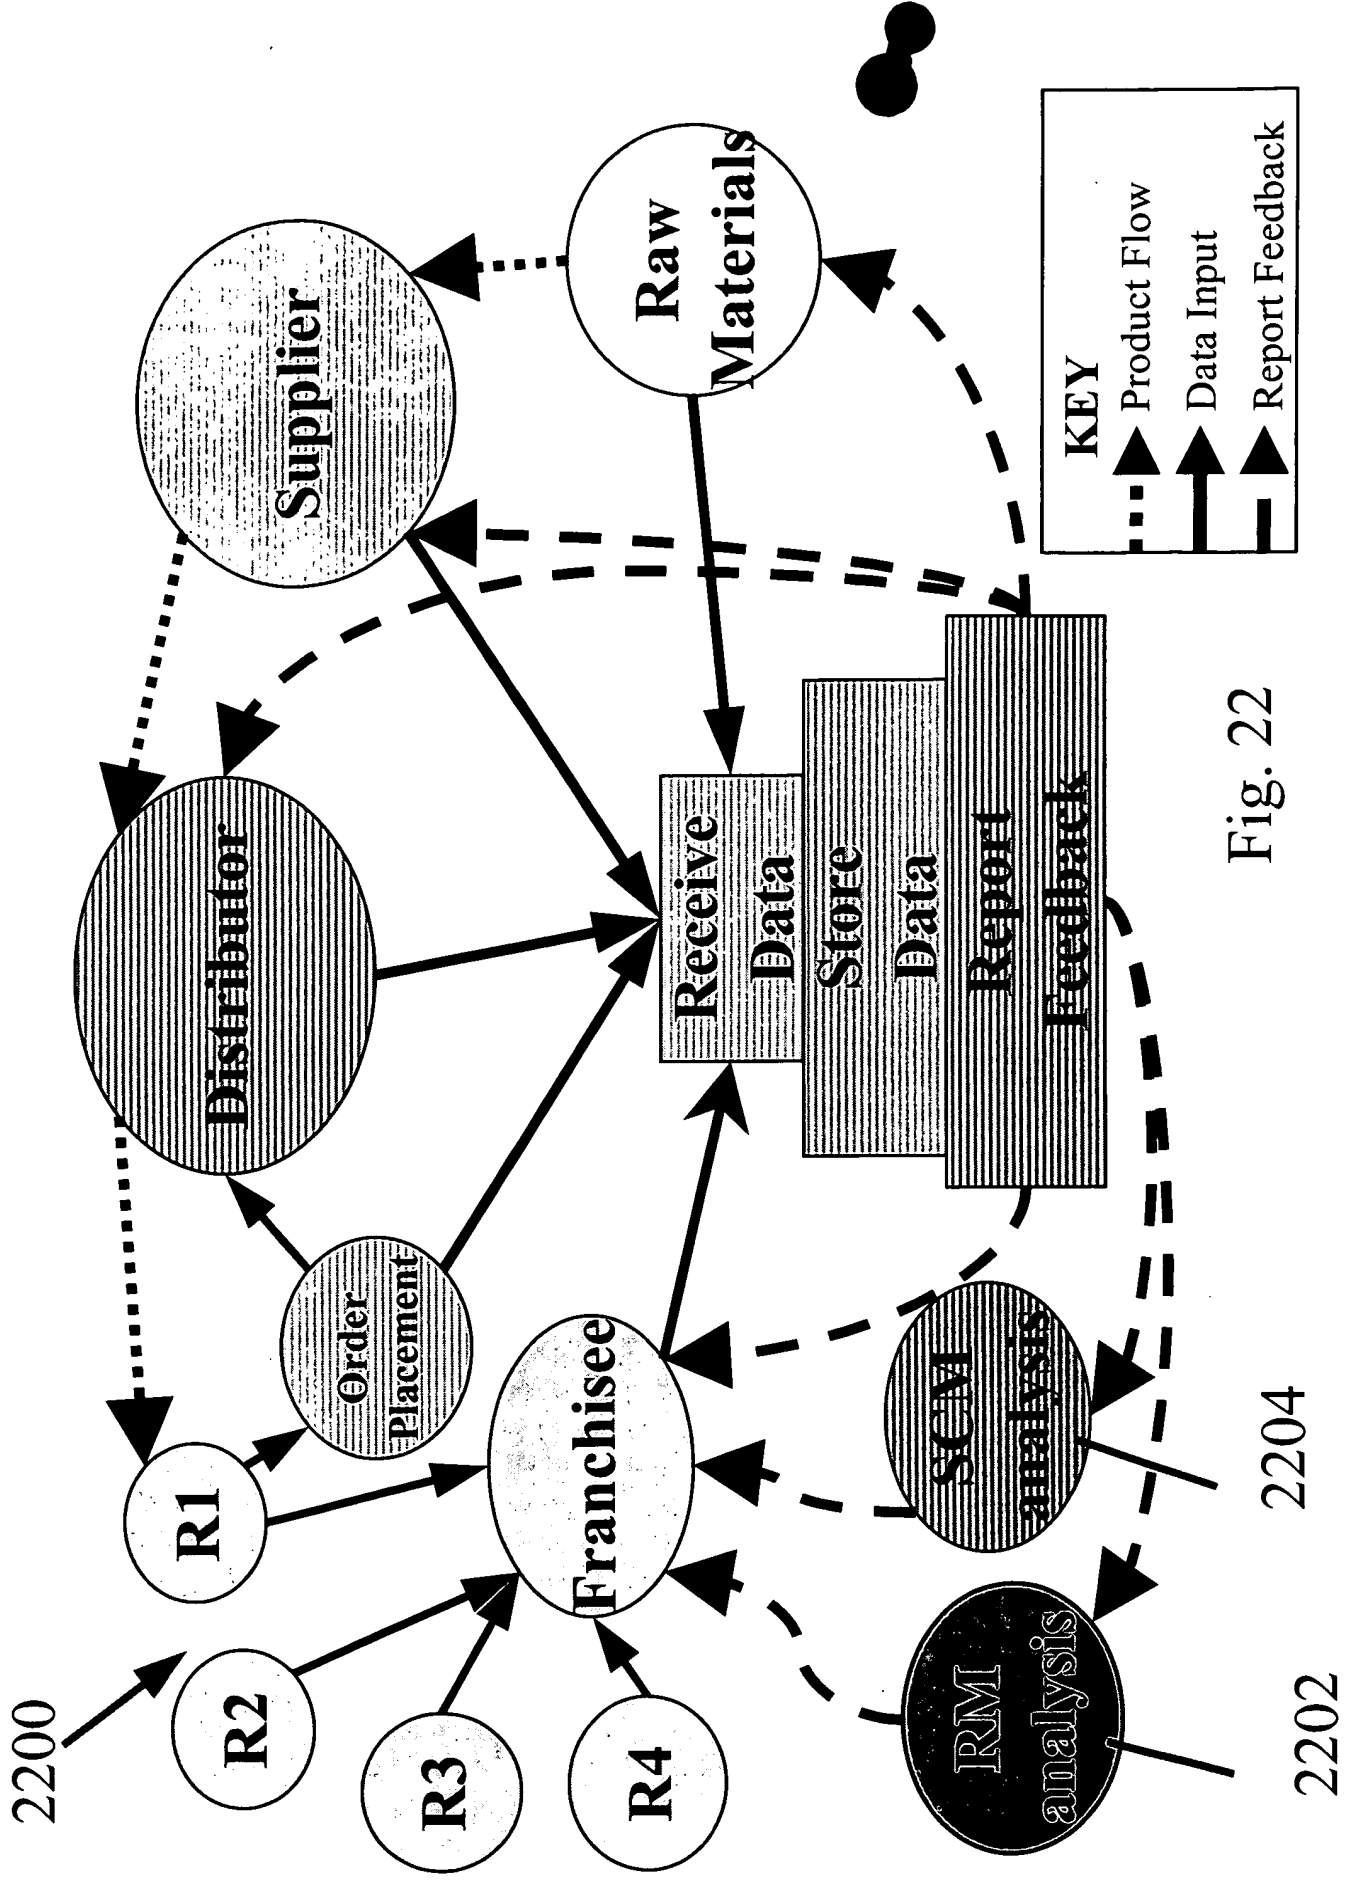 2200
R1
R2
R3
R4
Order
Placement
Distributor
Supplier
Franchisee
Raw
Materials
Receive
Data
Store
Data
Report
Feedback
RM
analysis
SCM
analysis
2202
2204
Fig. 22
KEY
Product Flow
Data Input
Report Feedback